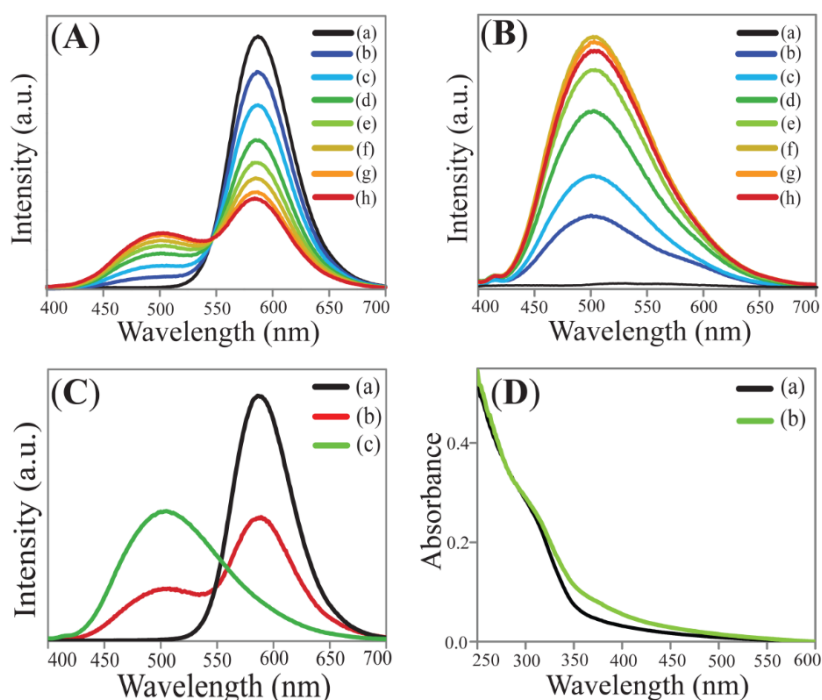 (A)
(a)
(b)
(c)
(d)
(e)
(f)
(g)
(h)
Intensity (a.u.)
400 450 500 550 600 650 700
Wavelength (nm)
(B)
(a)
(b)
(c)
(d)
(e)
(f)
(g)
(h)
Intensity (a.u.)
400 450 500 550 600 650 700
Wavelength (nm)
(C)
(a)
(b)
(c)
Intensity (a.u.)
400 450 500 550 600 650 700
Wavelength (nm)
(D)
(a)
(b)
Absorbance
0.4
0.2
0.0
250 300 350 400 450 500 550 600
Wavelength (nm)